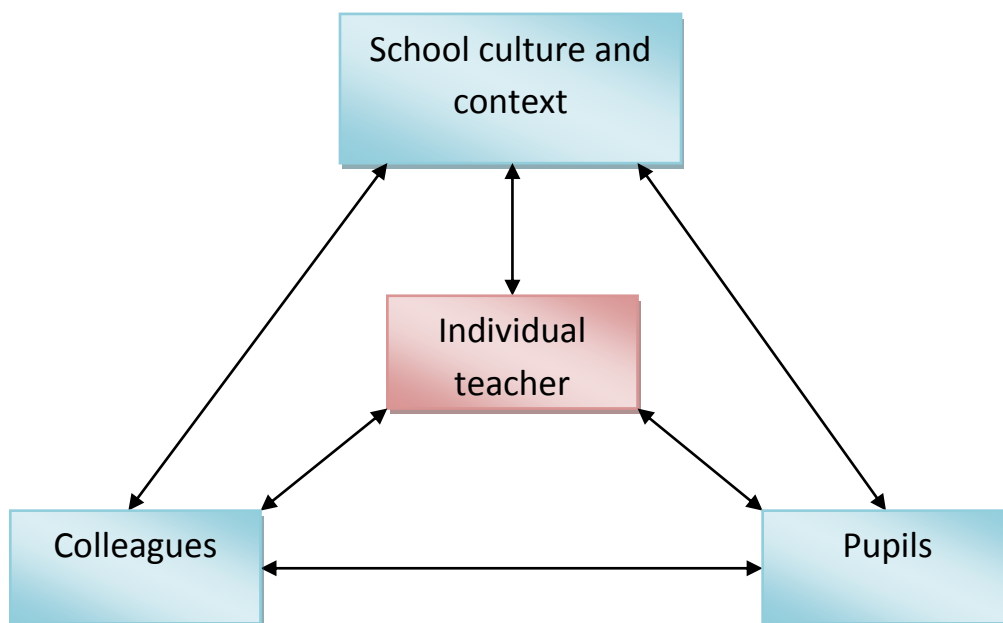 School culture and
context
Individual
teacher
Colleagues
Pupils